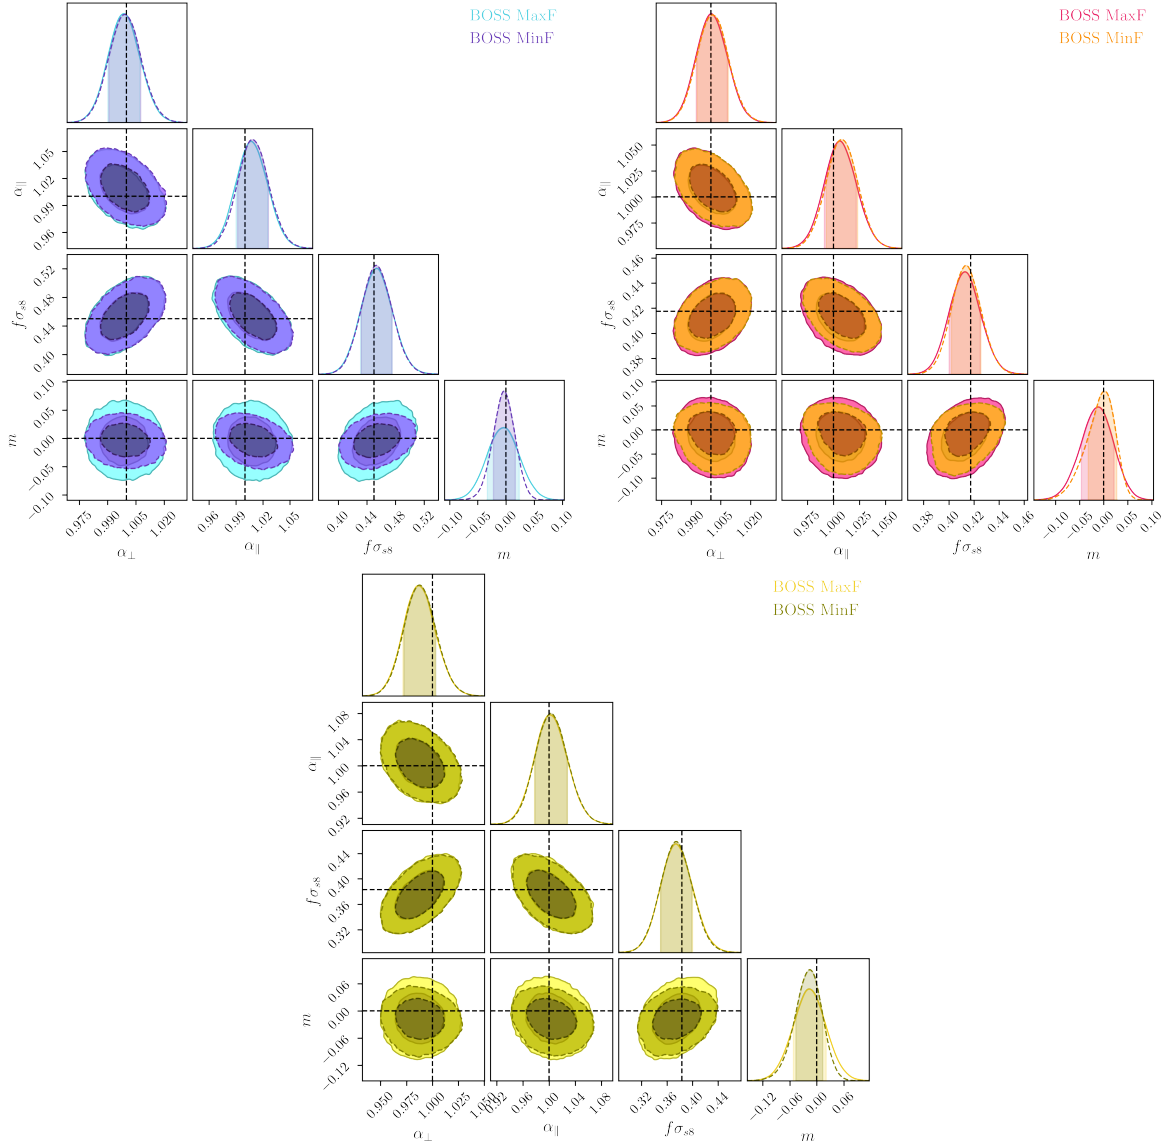 BOSS MaxF
BOSS MinF
α∥
1.05
1.02
0.99
0.96
fσs8
0.52
0.48
0.44
0.40
m
0.10
0.05
0.00
−0.05
−0.10
0.975 0.990 1.005 1.020
0.96 0.99 1.02 1.05
0.40 0.44 0.48 0.52
−0.10 −0.05 0.00 0.05 0.10
α⊥ α∥ fσs8 m
BOSS MaxF
BOSS MinF
α∥
1.050
1.025
1.000
0.975
fσs8
0.46
0.44
0.42
0.40
0.38
m
0.10
0.05
0.00
−0.05
−0.10
0.975 0.990 1.005 1.020
0.975 1.000 1.025 1.050
0.38 0.40 0.42 0.44 0.46
−0.10 −0.05 0.00 0.05 0.10
α⊥ α∥ fσs8 m
BOSS MaxF
BOSS MinF
α∥
1.08
1.04
1.00
0.96
0.92
fσs8
0.44
0.40
0.36
0.32
m
0.06
0.00
−0.06
−0.12
0.950 0.975 1.000 1.025 1.050
0.92 0.96 1.00 1.04 1.08
0.32 0.36 0.40 0.44
−0.12 −0.06 0.00 0.06
α⊥ α∥ fσs8 m